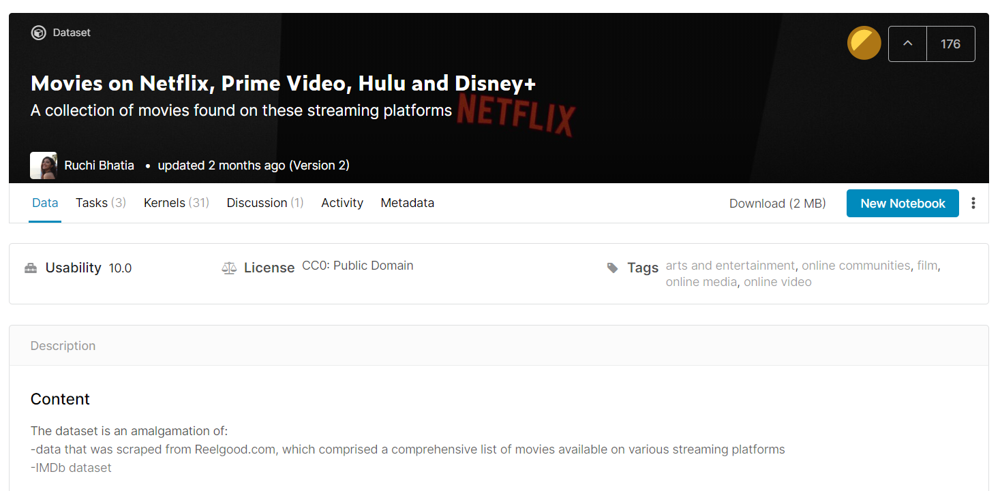 Dataset
176
Movies on Netflix, Prime Video, Hulu and Disney+
A collection of movies found on these streaming platforms
NETFLIX
Ruchi Bhatia • updated 2 months ago (Version 2)
Data Tasks (3) Kernels (31) Discussion (1) Activity Metadata Download (2 MB) New Notebook
Usability 10.0 License CC0: Public Domain Tags arts and entertainment, online communities, film,
online media, online video
Description
Content
The dataset is an amalgamation of:
-data that was scraped from Reelgood.com, which comprised a comprehensive list of movies available on various streaming platforms
-IMDb dataset